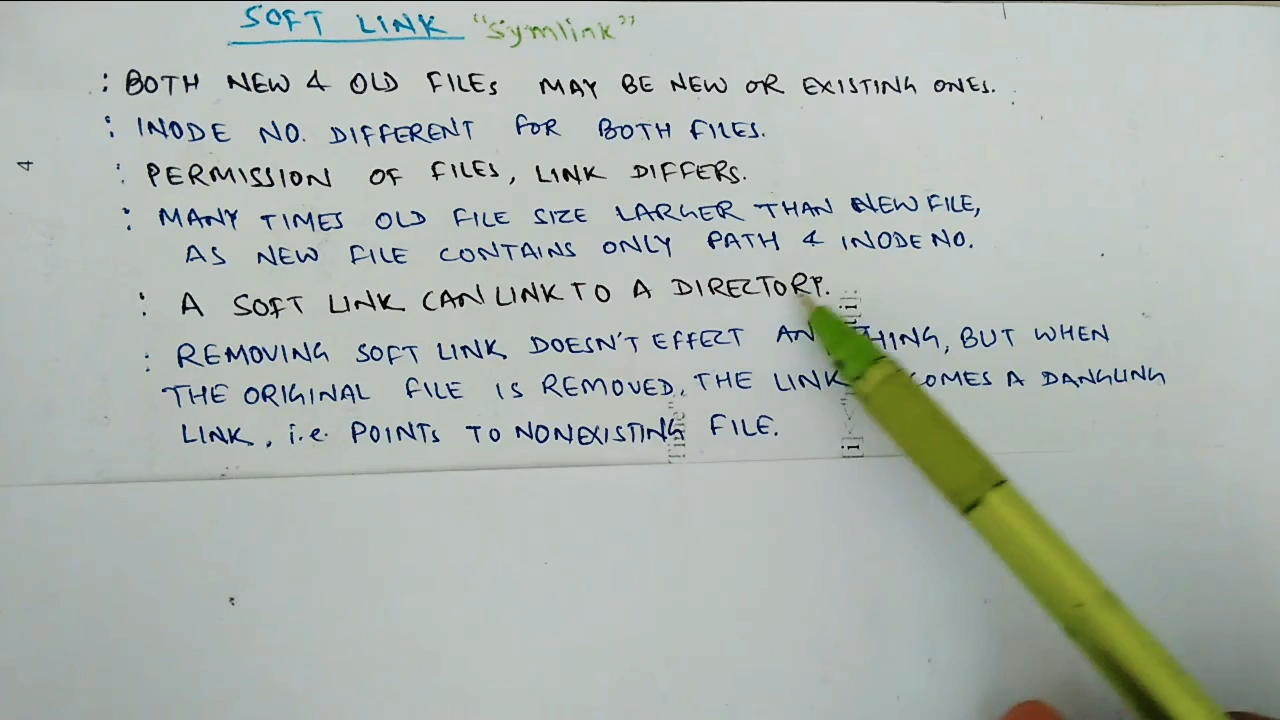 SOFT LINK "Symlink"
: BOTH NEW & OLD FILES MAY BE NEW OR EXISTING ONES.
: INODE NO. DIFFERENT FOR BOTH FILES.
: PERMISSION OF FILES, LINK DIFFERS.
: MANY TIMES OLD FILE SIZE LARGER THAN NEW FILE,
AS NEW FILE CONTAINS ONLY PATH & INODE NO.
: A SOFT LINK CAN LINK TO A DIRECTORY.
: REMOVING SOFT LINK DOESN'T EFFECT AN THING, BUT WHEN
THE ORIGINAL FILE IS REMOVED, THE LINK COMES A DANGLING
LINK, i.e. POINTS TO NONEXISTING FILE.
4